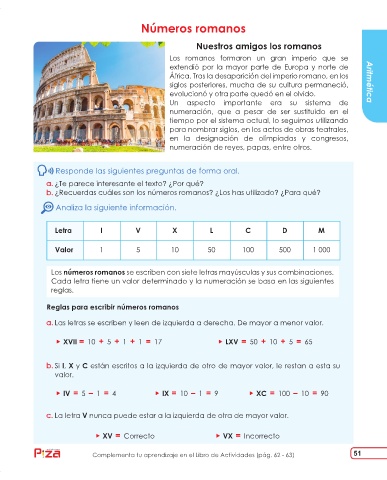 Números romanos
Nuestros amigos los romanos
Los romanos formaron un gran imperio que se
extendió por la mayor parte de Europa y norte de
África. Tras la desaparición del imperio romano, en los
siglos posteriores, mucha de su cultura permaneció,
evolucionó y otra parte quedó en el olvido.
Un aspecto importante era su sistema de
numeración, que a pesar de ser sustituido en el
tiempo por el sistema actual, lo seguimos utilizando
para nombrar siglos, en los actos de obras teatrales,
en la designación de olimpiadas y congresos,
numeración de reyes, papas, entre otros.
Aritmética
Responde las siguientes preguntas de forma oral.
a. ¿Te parece interesante el texto? ¿Por qué?
b. ¿Recuerdas cuáles son los números romanos? ¿Los has utilizado? ¿Para qué?
Analiza la siguiente información.
Letra I V X L C D M
Valor 1 5 10 50 100 500 1 000
Los números romanos se escriben con siete letras mayúsculas y sus combinaciones.
Cada letra tiene un valor determinado y la numeración se basa en las siguientes
reglas.
Reglas para escribir números romanos
a. Las letras se escriben y leen de izquierda a derecha. De mayor a menor valor.
▸ XVII = 10 + 5 + 1 + 1 = 17 ▸ LXV = 50 + 10 + 5 = 65
b. Si I, X y C están escritos a la izquierda de otro de mayor valor, le restan a esta su
valor.
▸ IV = 5 − 1 = 4 ▸ IX = 10 − 1 = 9 ▸ XC = 100 − 10 = 90
c. La letra V nunca puede estar a la izquierda de otra de mayor valor.
▸ XV = Correcto ▸ VX = Incorrecto
Complementa tu aprendizaje en el Libro de Actividades (pág. 62 - 63)
51